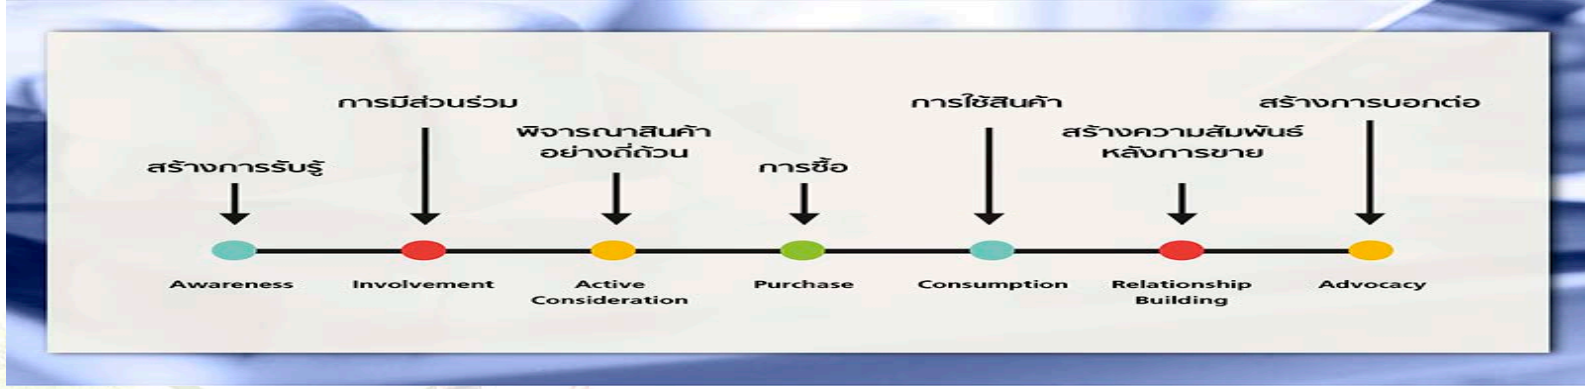 การมีส่วนร่วม
การใช้สินค้า
สร้างการบอกต่อ
พิจารณาสินค้า
อย่างถี่ถ้วน
สร้างความสัมพันธ์
หลังการขาย
สร้างการรับรู้
การซื้อ
Awareness
Involvement
Active
Consideration
Purchase
Consumption
Relationship
Building
Advocacy